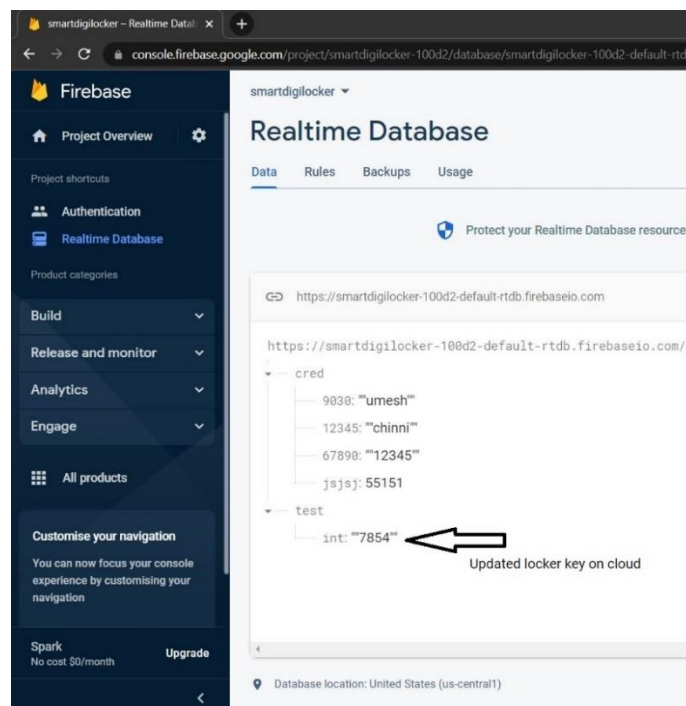 smartdigilocker – Realtime Datab
console.firebase.google.com/project/smartdigilocker-100d2/database/smartdigilocker-100d2-default-rtd
Firebase
smartdigilocker
Project Overview
Realtime Database
Project shortcuts
Data Rules Backups Usage
Authentication
Realtime Database
Protect your Realtime Database resource
Product categories
Build
https://smartdigilocker-100d2-default-rtdb.firebaseio.com
Release and monitor
https://smartdigilocker-100d2-default-rtdb.firebaseio.com/
cred
Analytics
9030: ""umesh""
12345: ""chinni""
Engage
67890: ""12345""
All products
jsjsj: 55151
test
Customise your navigation
int: ""7854""
You can now focus your console
experience by customising your
navigation
Updated locker key on cloud
Spark
No cost $0/month
Upgrade
Database location: United States (us-central1)